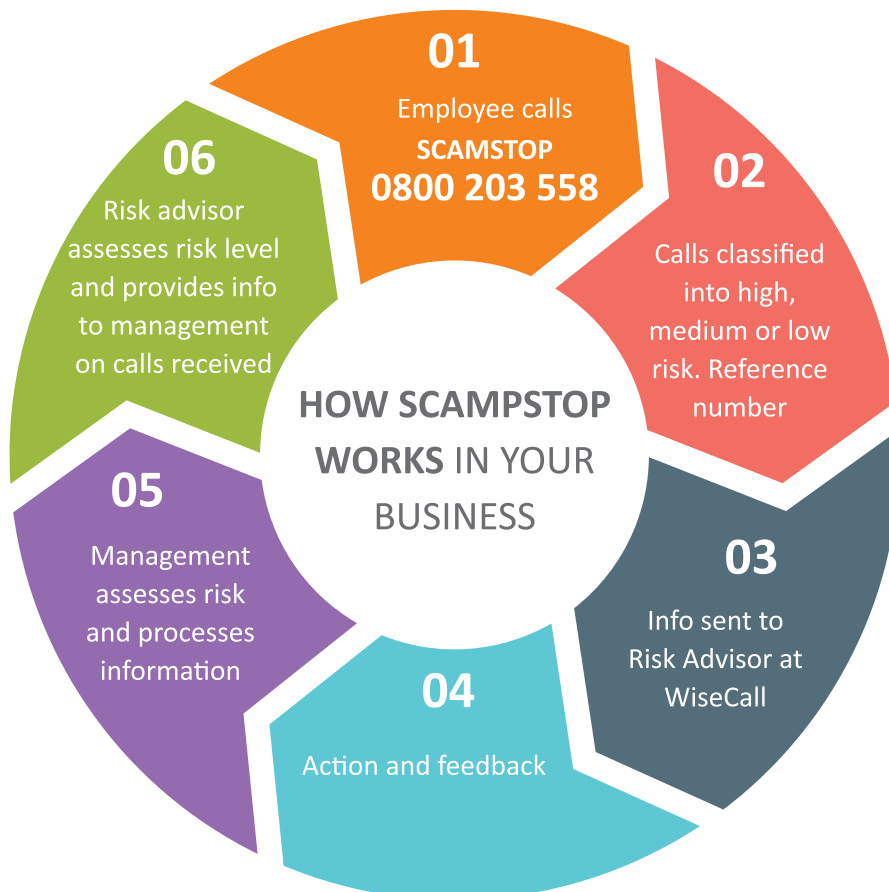 01
Employee calls
SCAMSTOP
0800 203 558
02
Calls classified
into high,
medium or low
risk. Reference
number
03
Info sent to
Risk Advisor at
WiseCall
04
Action and feedback
05
Management
assesses risk
and processes
information
06
Risk advisor
assesses risk level
and provides info
to management
on calls received
HOW SCAMPSTOP
WORKS IN YOUR
BUSINESS